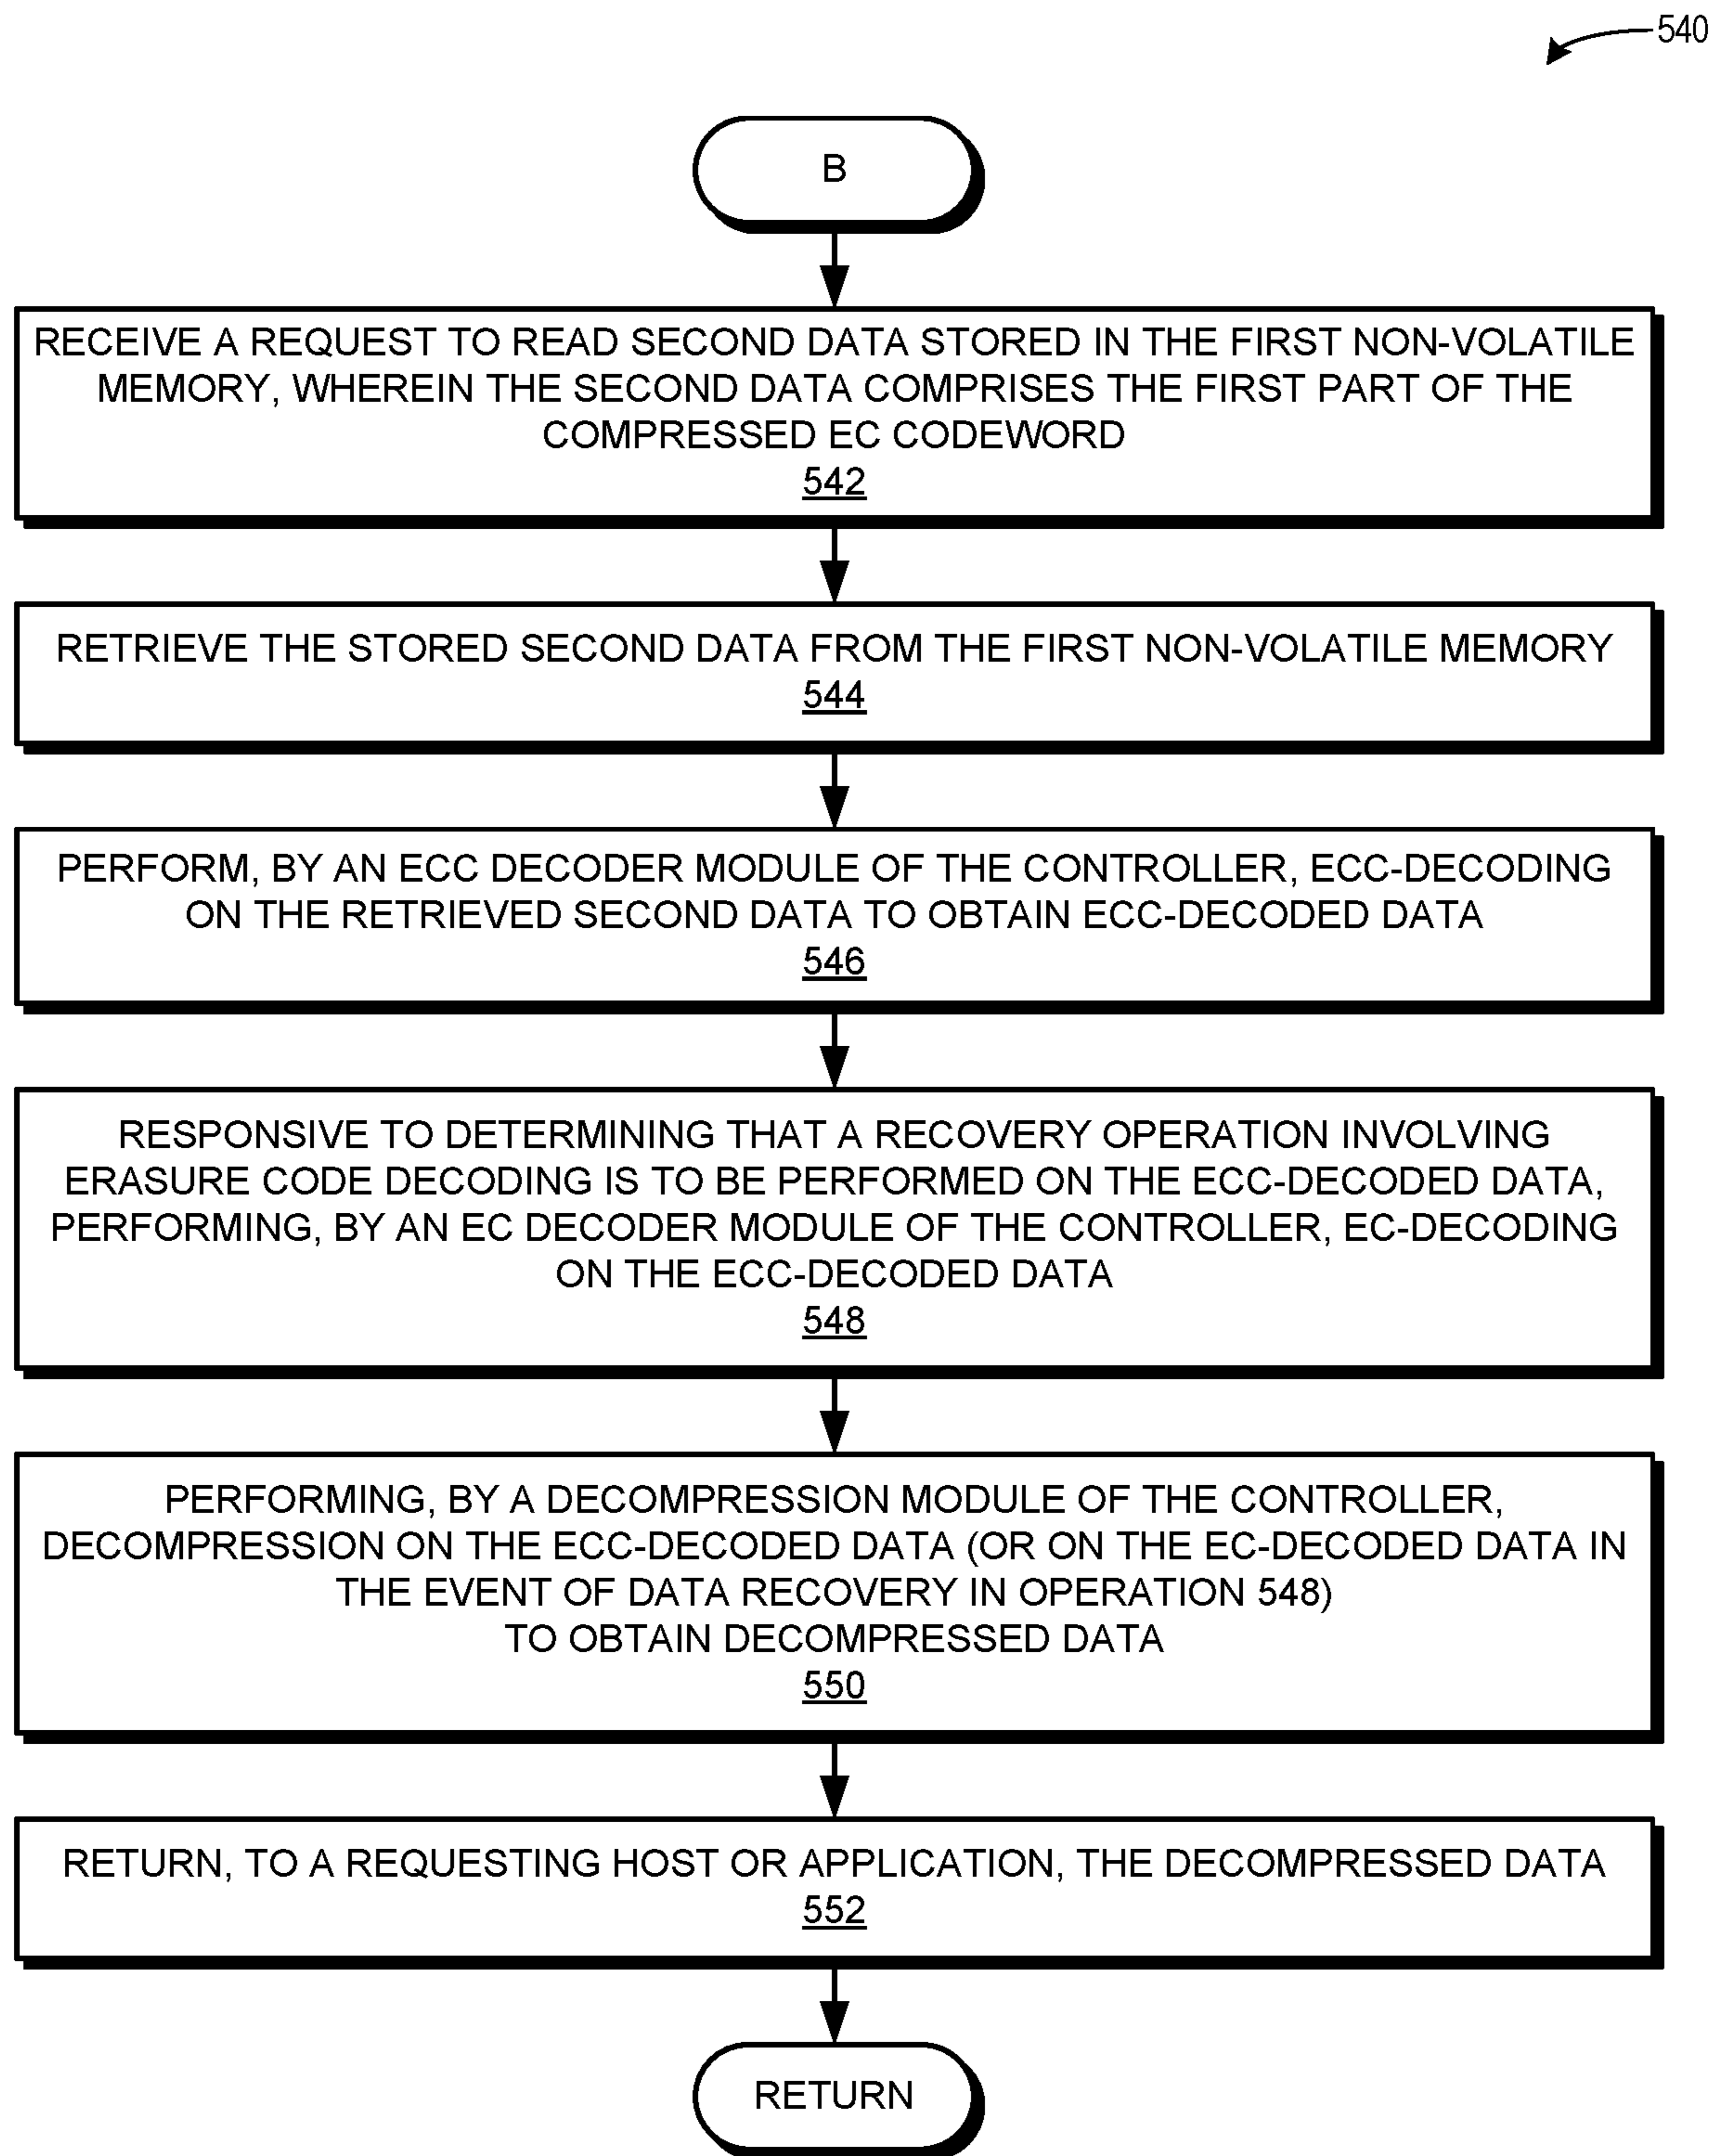 540
B
RECEIVE A REQUEST TO READ SECOND DATA STORED IN THE FIRST NON-VOLATILE
MEMORY, WHEREIN THE SECOND DATA COMPRISES THE FIRST PART OF THE
COMPRESSED EC CODEWORD
542
RETRIEVE THE STORED SECOND DATA FROM THE FIRST NON-VOLATILE MEMORY
544
PERFORM, BY AN ECC DECODER MODULE OF THE CONTROLLER, ECC-DECODING
ON THE RETRIEVED SECOND DATA TO OBTAIN ECC-DECODED DATA
546
RESPONSIVE TO DETERMINING THAT A RECOVERY OPERATION INVOLVING
ERASURE CODE DECODING IS TO BE PERFORMED ON THE ECC-DECODED DATA,
PERFORMING, BY AN EC DECODER MODULE OF THE CONTROLLER, EC-DECODING
ON THE ECC-DECODED DATA
548
PERFORMING, BY A DECOMPRESSION MODULE OF THE CONTROLLER,
DECOMPRESSION ON THE ECC-DECODED DATA (OR ON THE EC-DECODED DATA IN
THE EVENT OF DATA RECOVERY IN OPERATION 548)
TO OBTAIN DECOMPRESSED DATA
550
RETURN, TO A REQUESTING HOST OR APPLICATION, THE DECOMPRESSED DATA
552
RETURN